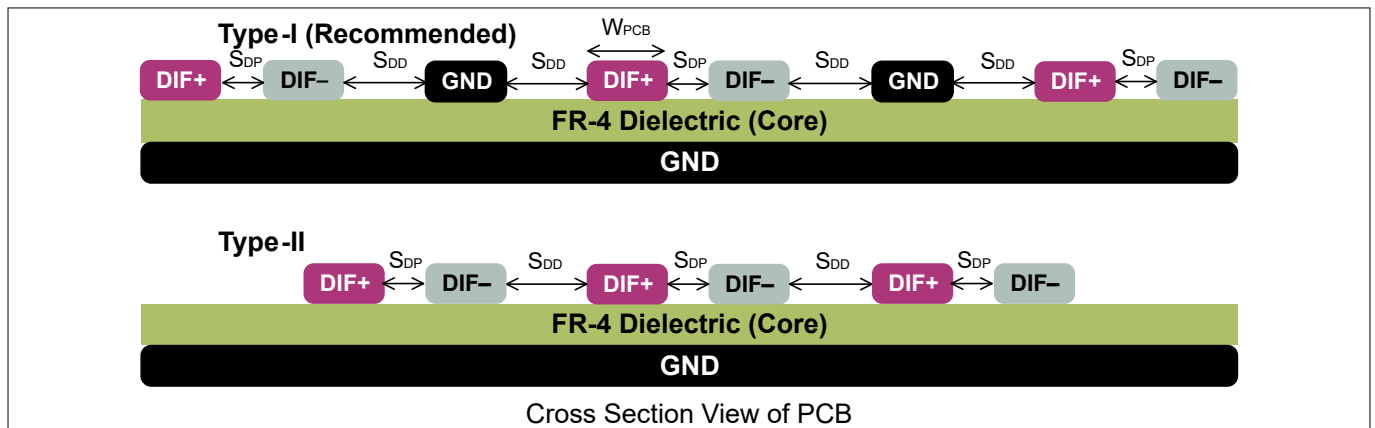 Type-I (Recommended) WPCB
SDP SDD SDD SDP SDD SDD SDP
DIF+ DIF– GND DIF+ DIF– GND DIF+ DIF–
FR-4 Dielectric (Core)
GND
Type-II
SDP SDD SDP SDD SDP
DIF+ DIF– DIF+ DIF– DIF+ DIF–
FR-4 Dielectric (Core)
GND
Cross Section View of PCB